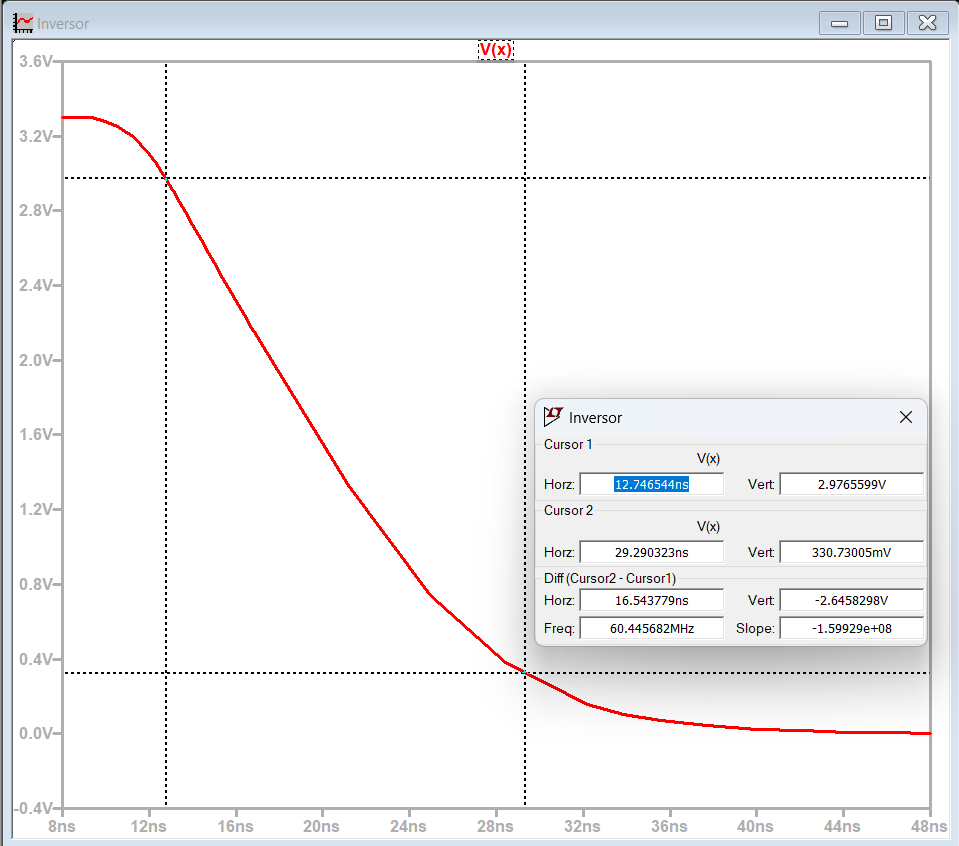 Inversor
V(x)
3.6V
3.2V
2.8V
2.4V
2.0V
1.6V
1.2V
0.8V
0.4V
0.0V
-0.4V
8ns 12ns 16ns 20ns 24ns 28ns 32ns 36ns 40ns 44ns 48ns
Inversor
Cursor 1
V(x)
Horz: 12.746544ns Vert: 2.9765599V
Cursor 2
V(x)
Horz: 29.290323ns Vert: 330.73005mV
Diff (Cursor2 - Cursor1)
Horz: 16.543779ns Vert: -2.6458298V
Freq: 60.445682MHz Slope: -1.59929e+08